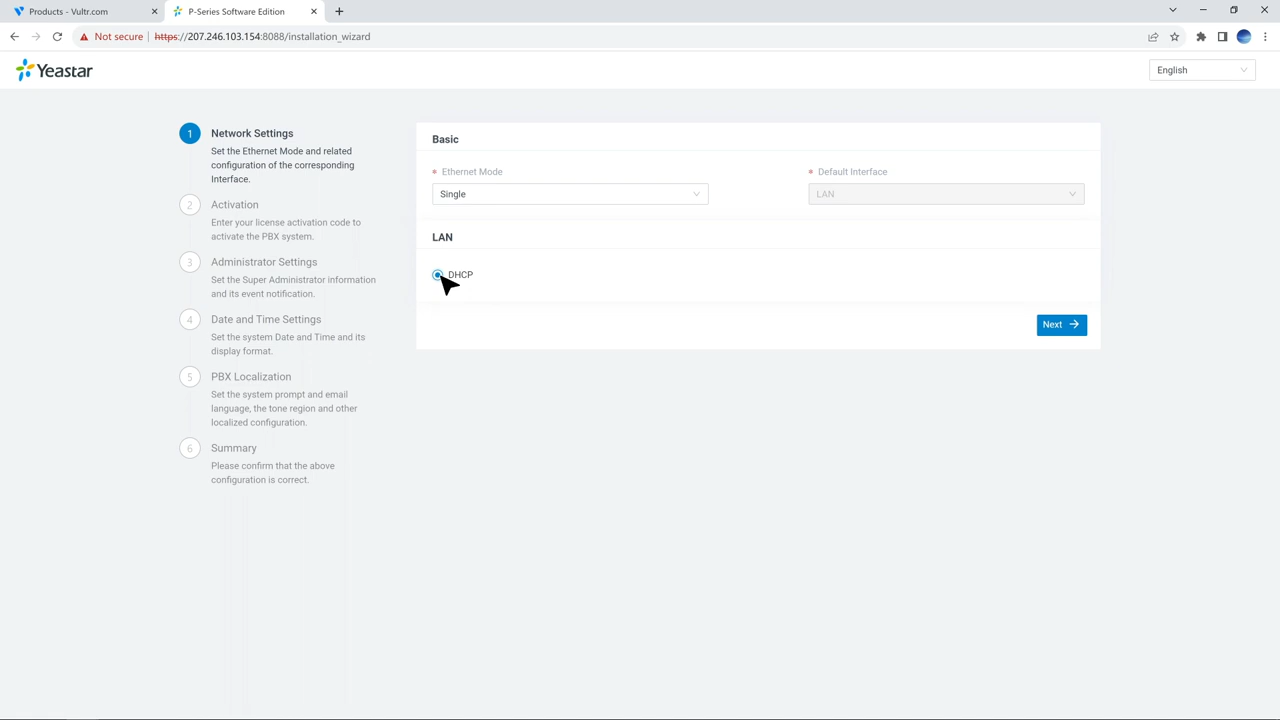 Products - Vultr.com
P-Series Software Edition
Not secure
https://207.246.103.154:8088/installation_wizard
Yeastar
English
1
Network Settings
Set the Ethernet Mode and related
configuration of the corresponding
Interface.
2
Activation
Enter your license activation code to
activate the PBX system.
3
Administrator Settings
Set the Super Administrator information
and its event notification.
4
Date and Time Settings
Set the system Date and Time and its
display format.
5
PBX Localization
Set the system prompt and email
language, the tone region and other
localized configuration.
6
Summary
Please confirm that the above
configuration is correct.
Basic
* Ethernet Mode
* Default Interface
Single
LAN
LAN
DHCP
Next